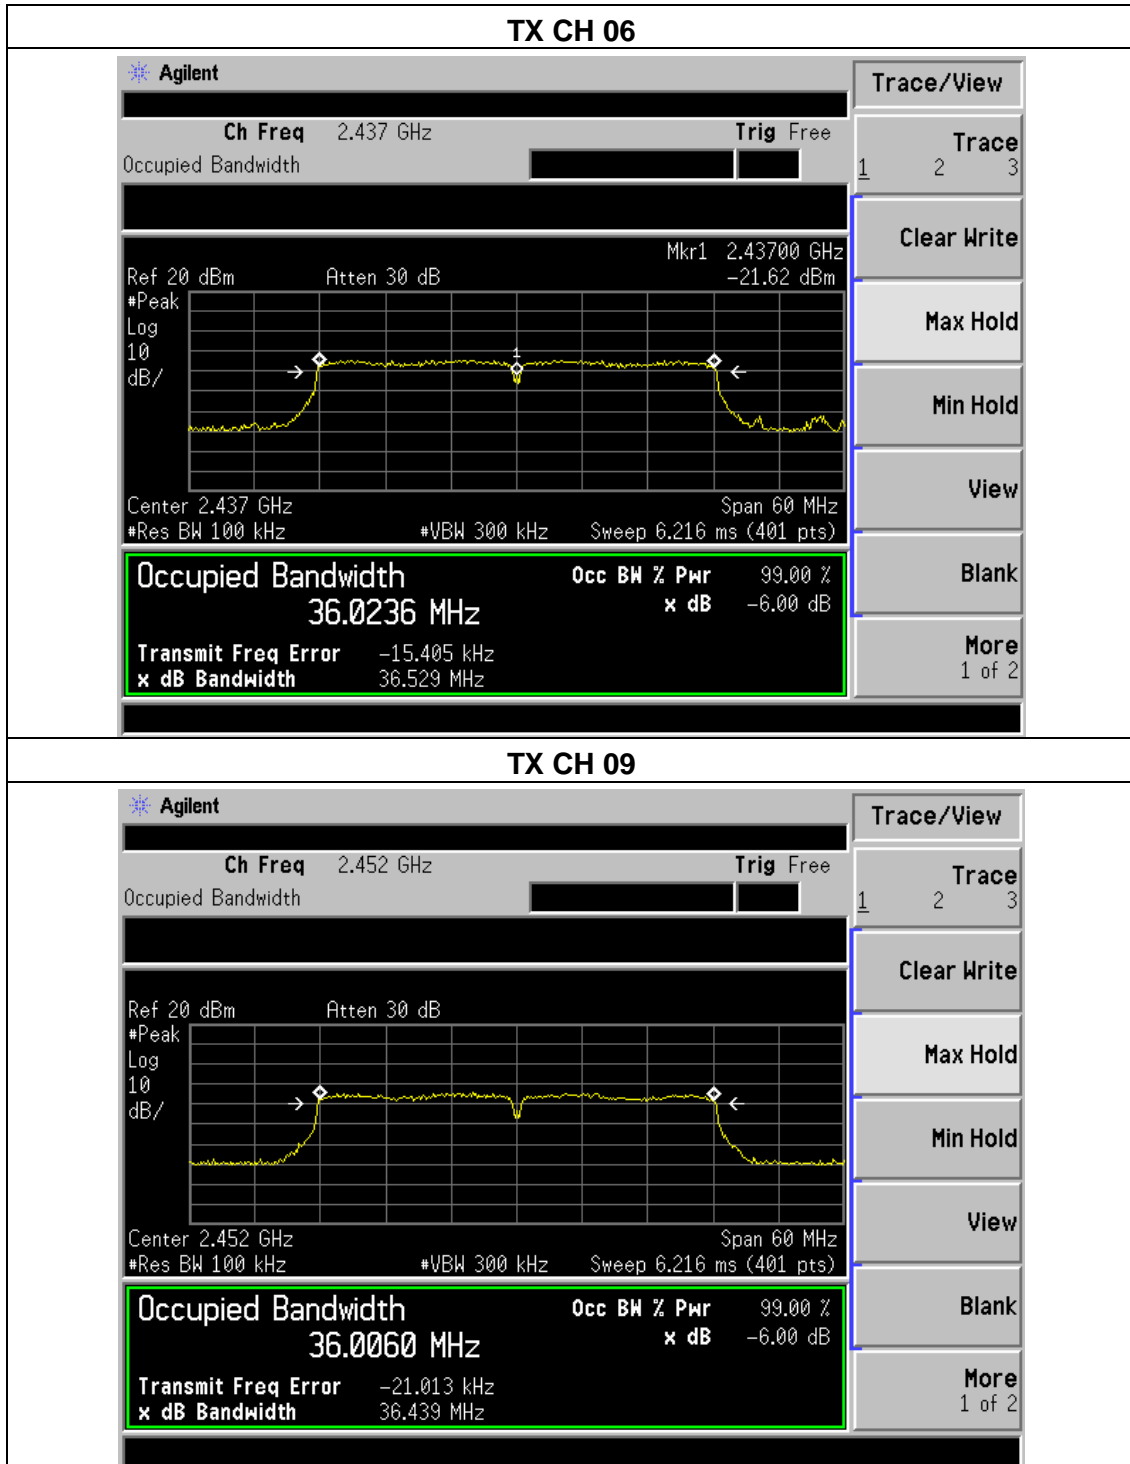 TX CH 06
Agilent
Trace/View
Ch Freq 2.437 GHz Trig Free
Occupied Bandwidth
Trace
1 2 3
Clear Write
Mkr1 2.43700 GHz
Ref 20 dBm Atten 30 dB -21.62 dBm
#Peak
Log
10
dB/
1
Max Hold
Min Hold
View
Center 2.437 GHz Span 60 MHz
#Res BW 100 kHz #VBW 300 kHz Sweep 6.216 ms (401 pts)
Occupied Bandwidth Occ BW % Pwr 99.00 %
36.0236 MHz x dB -6.00 dB
Blank
Transmit Freq Error -15.405 kHz
x dB Bandwidth 36.529 MHz
More
1 of 2
TX CH 09
Agilent
Trace/View
Ch Freq 2.452 GHz Trig Free
Occupied Bandwidth
Trace
1 2 3
Clear Write
Ref 20 dBm Atten 30 dB
#Peak
Log
10
dB/
Max Hold
Min Hold
View
Center 2.452 GHz Span 60 MHz
#Res BW 100 kHz #VBW 300 kHz Sweep 6.216 ms (401 pts)
Occupied Bandwidth Occ BW % Pwr 99.00 %
36.0060 MHz x dB -6.00 dB
Blank
Transmit Freq Error -21.013 kHz
x dB Bandwidth 36.439 MHz
More
1 of 2